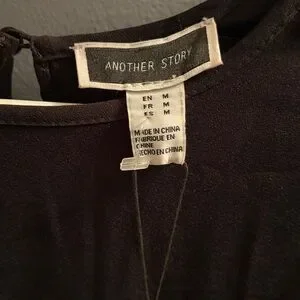 ANOTHER STORY
EN M
FR M
ES M
MADE IN CHINA
FABRIQUE EN
CHINE
HECHO EN CHINA